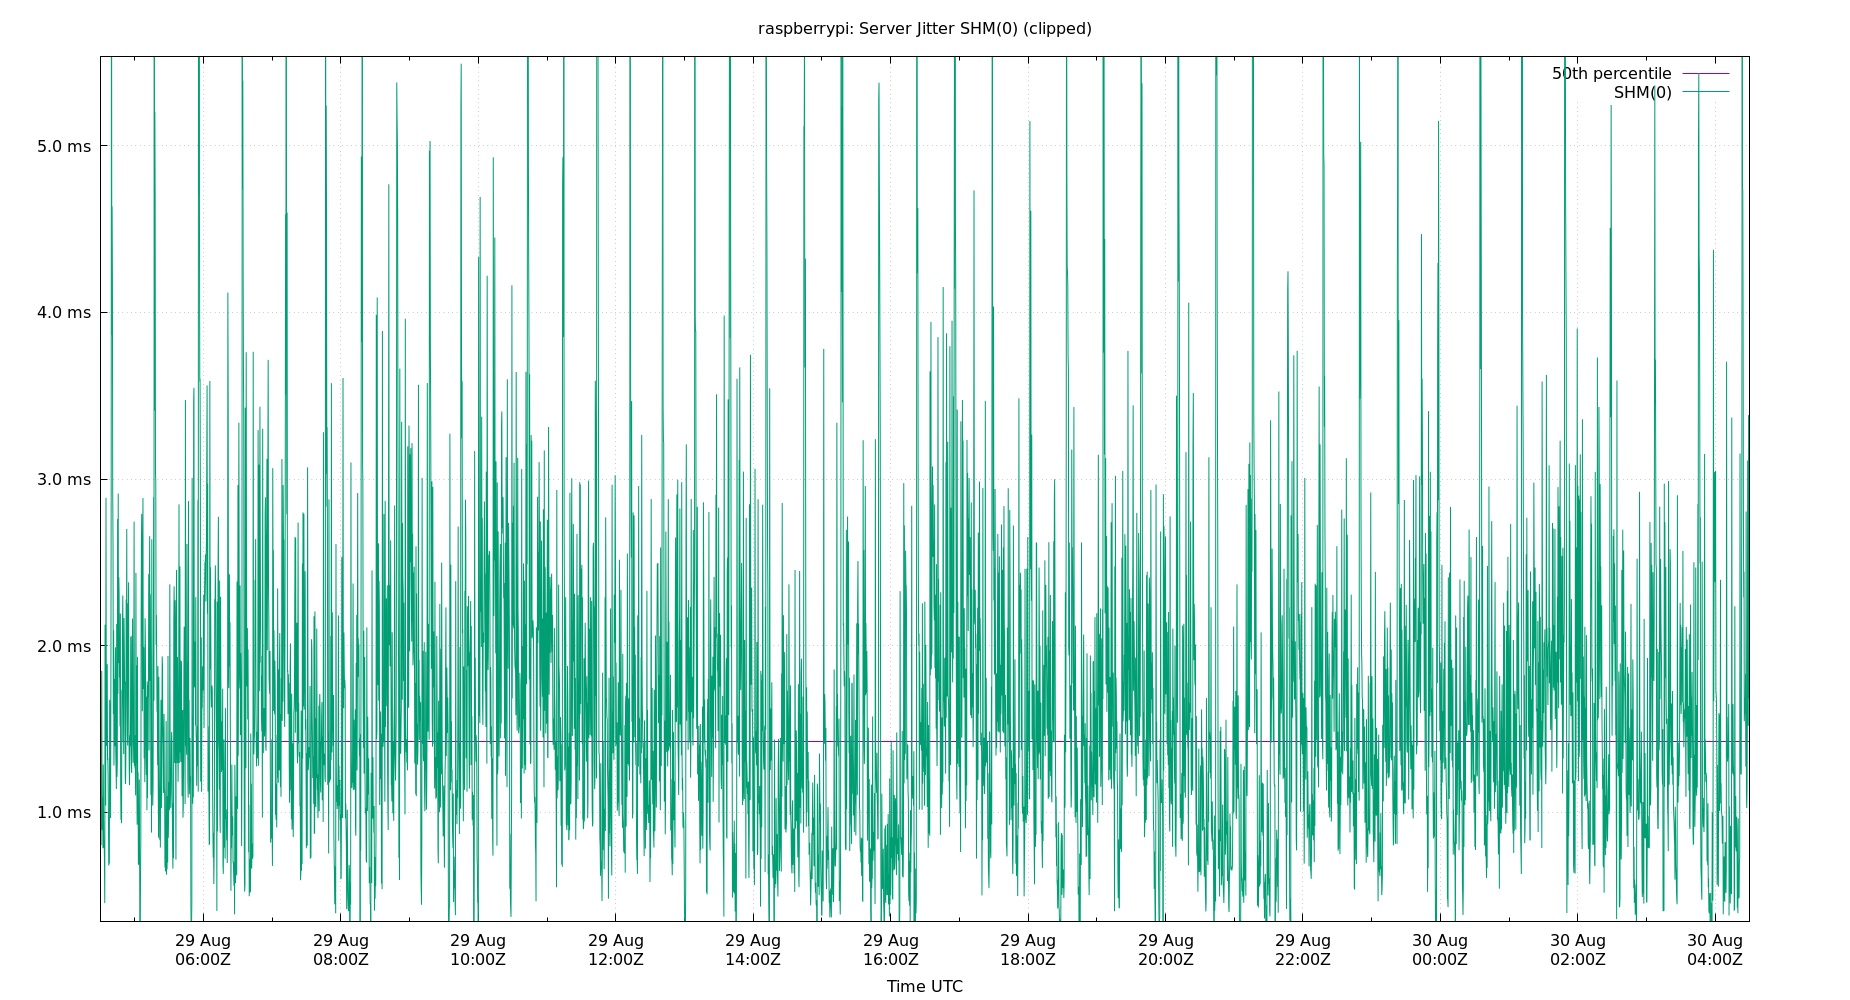 raspberrypi: Server Jitter SHM(0) (clipped)
50th percentile
SHM(0)
5.0 ms
4.0 ms
3.0 ms
2.0 ms
1.0 ms
29 Aug 29 Aug 29 Aug 29 Aug 29 Aug 29 Aug 29 Aug 29 Aug 29 Aug 30 Aug 30 Aug 30 Aug
06:00Z 08:00Z 10:00Z 12:00Z 14:00Z 16:00Z 18:00Z 20:00Z 22:00Z 00:00Z 02:00Z 04:00Z
Time UTC